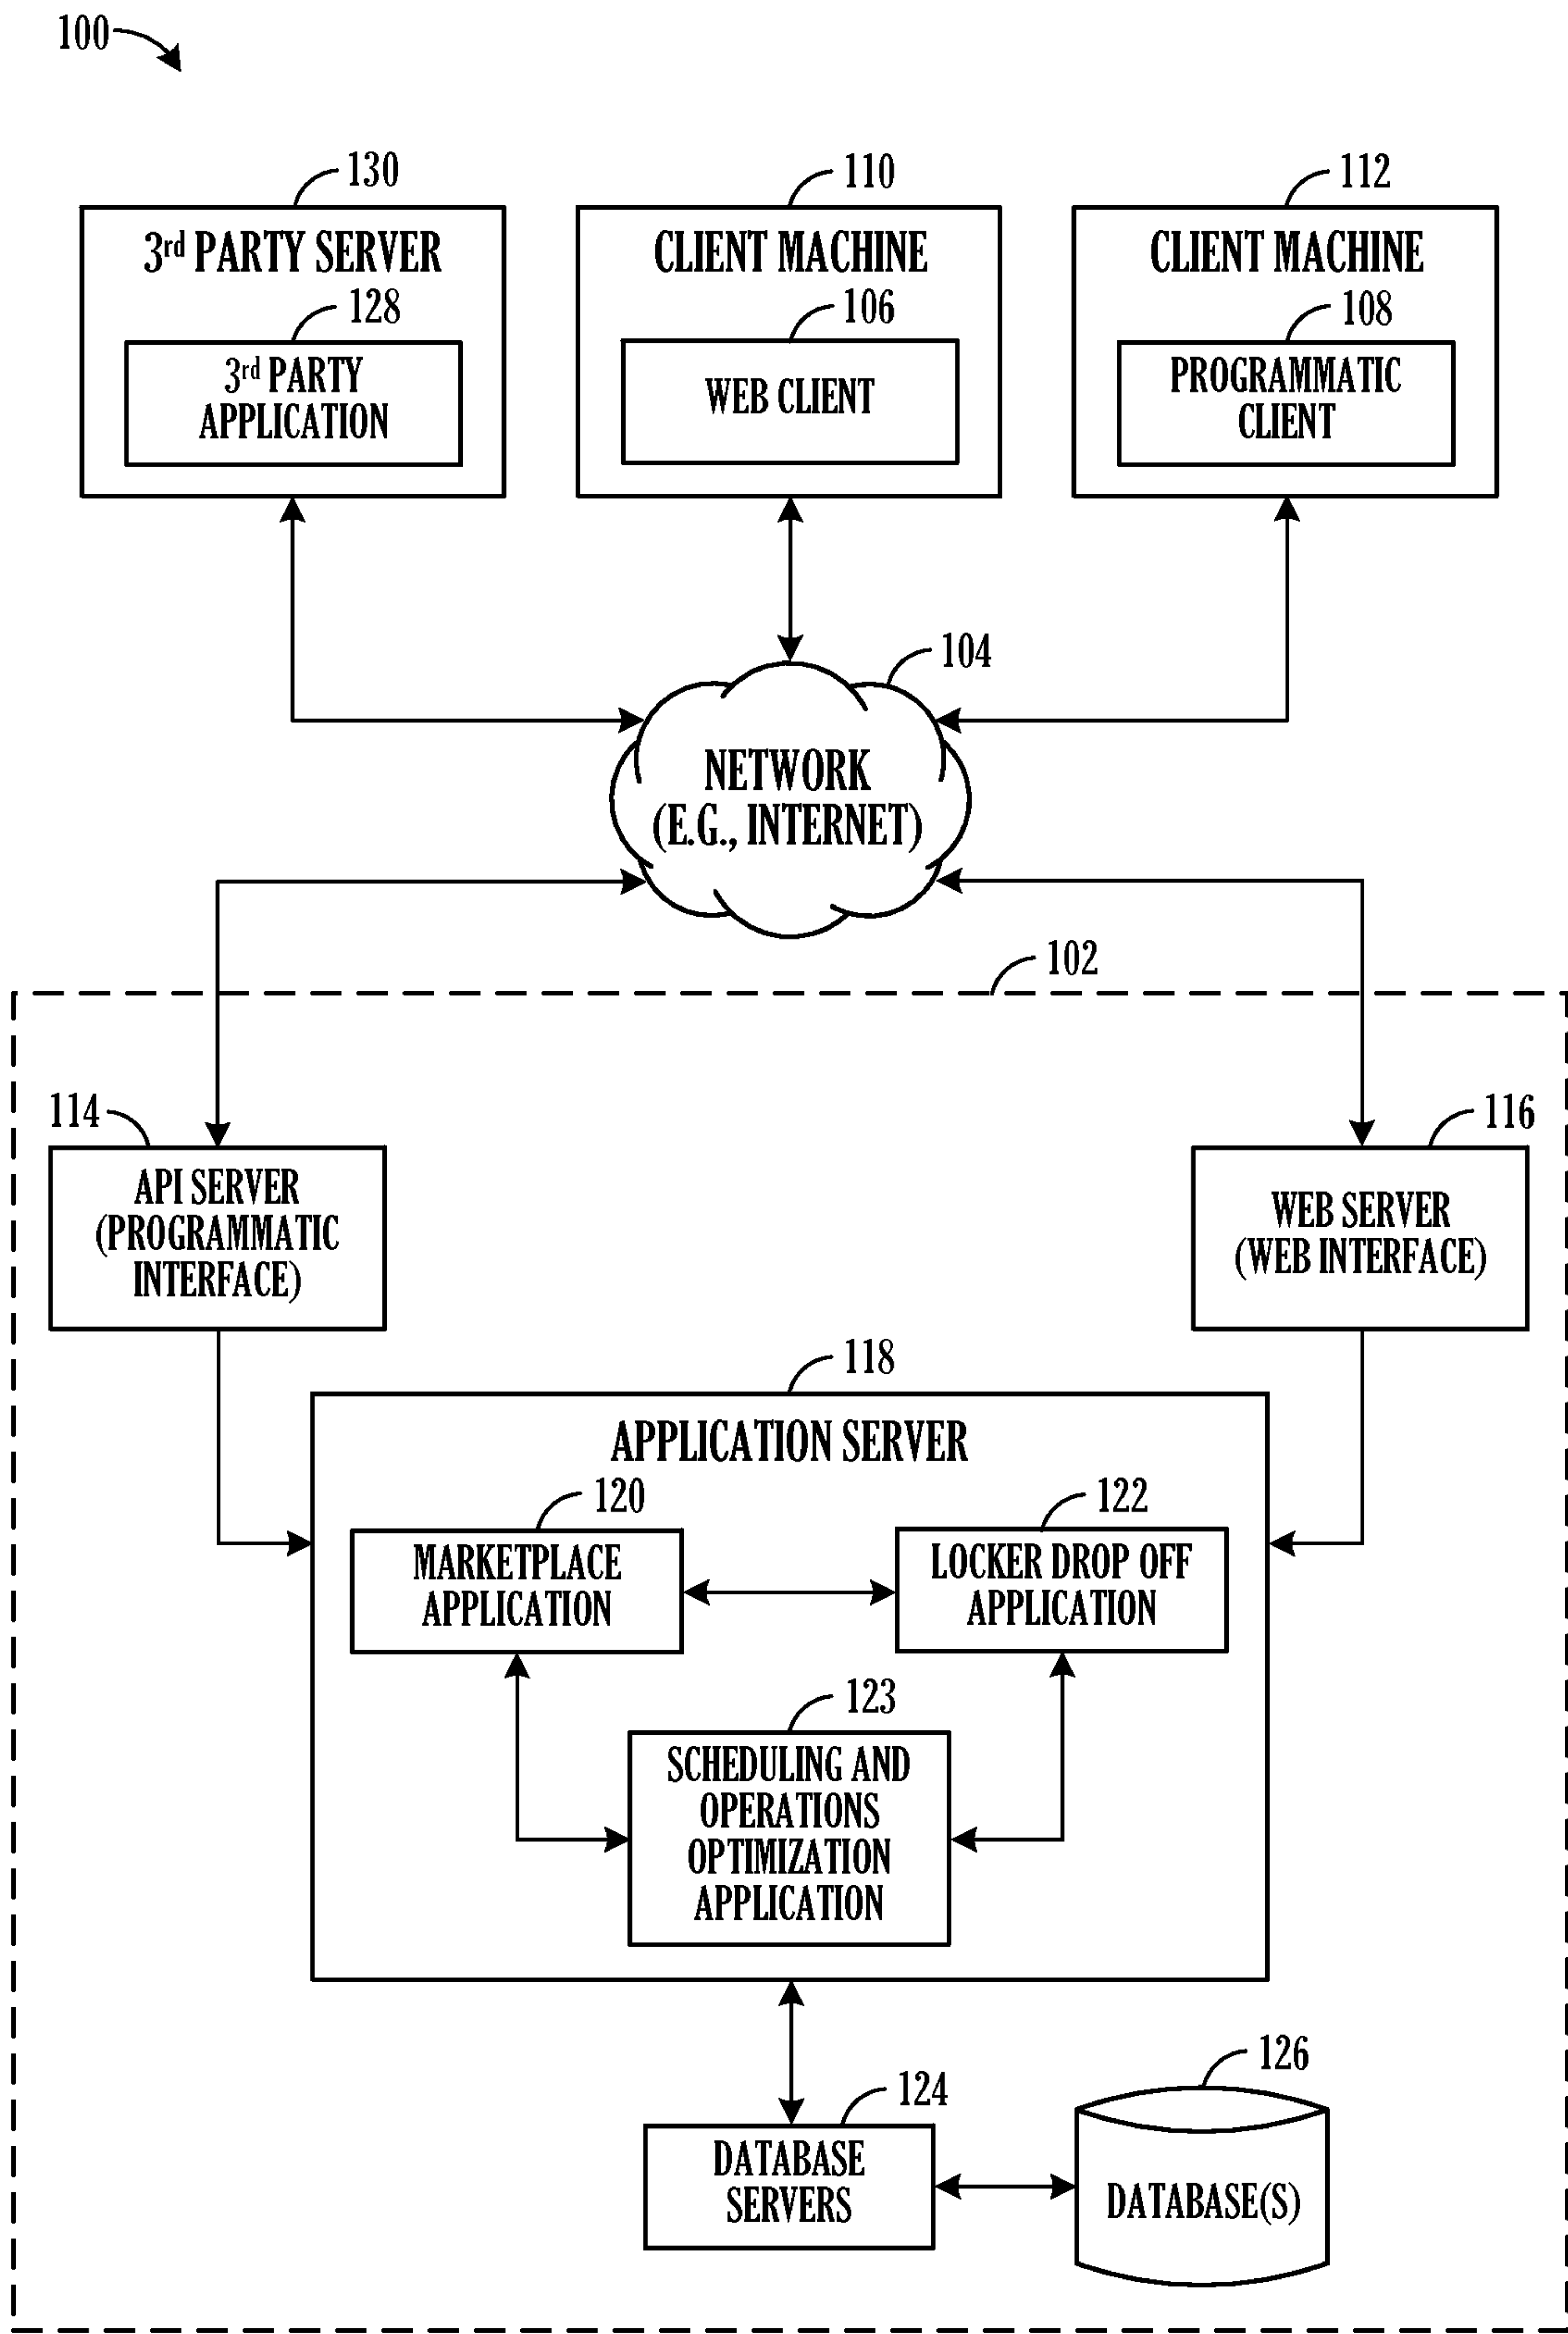 100
130
110
112
3rd PARTY SERVER
CLIENT MACHINE
CLIENT MACHINE
128
106
108
3rd PARTY
APPLICATION
WEB CLIENT
PROGRAMMATIC
CLIENT
104
NETWORK
(E.G., INTERNET)
102
114
116
API SERVER
(PROGRAMMATIC
INTERFACE)
WEB SERVER
(WEB INTERFACE)
118
APPLICATION SERVER
120
122
MARKETPLACE
APPLICATION
LOCKER DROP OFF
APPLICATION
123
SCHEDULING AND
OPERATIONS
OPTIMIZATION
APPLICATION
126
124
DATABASE
SERVERS
DATABASE(S)